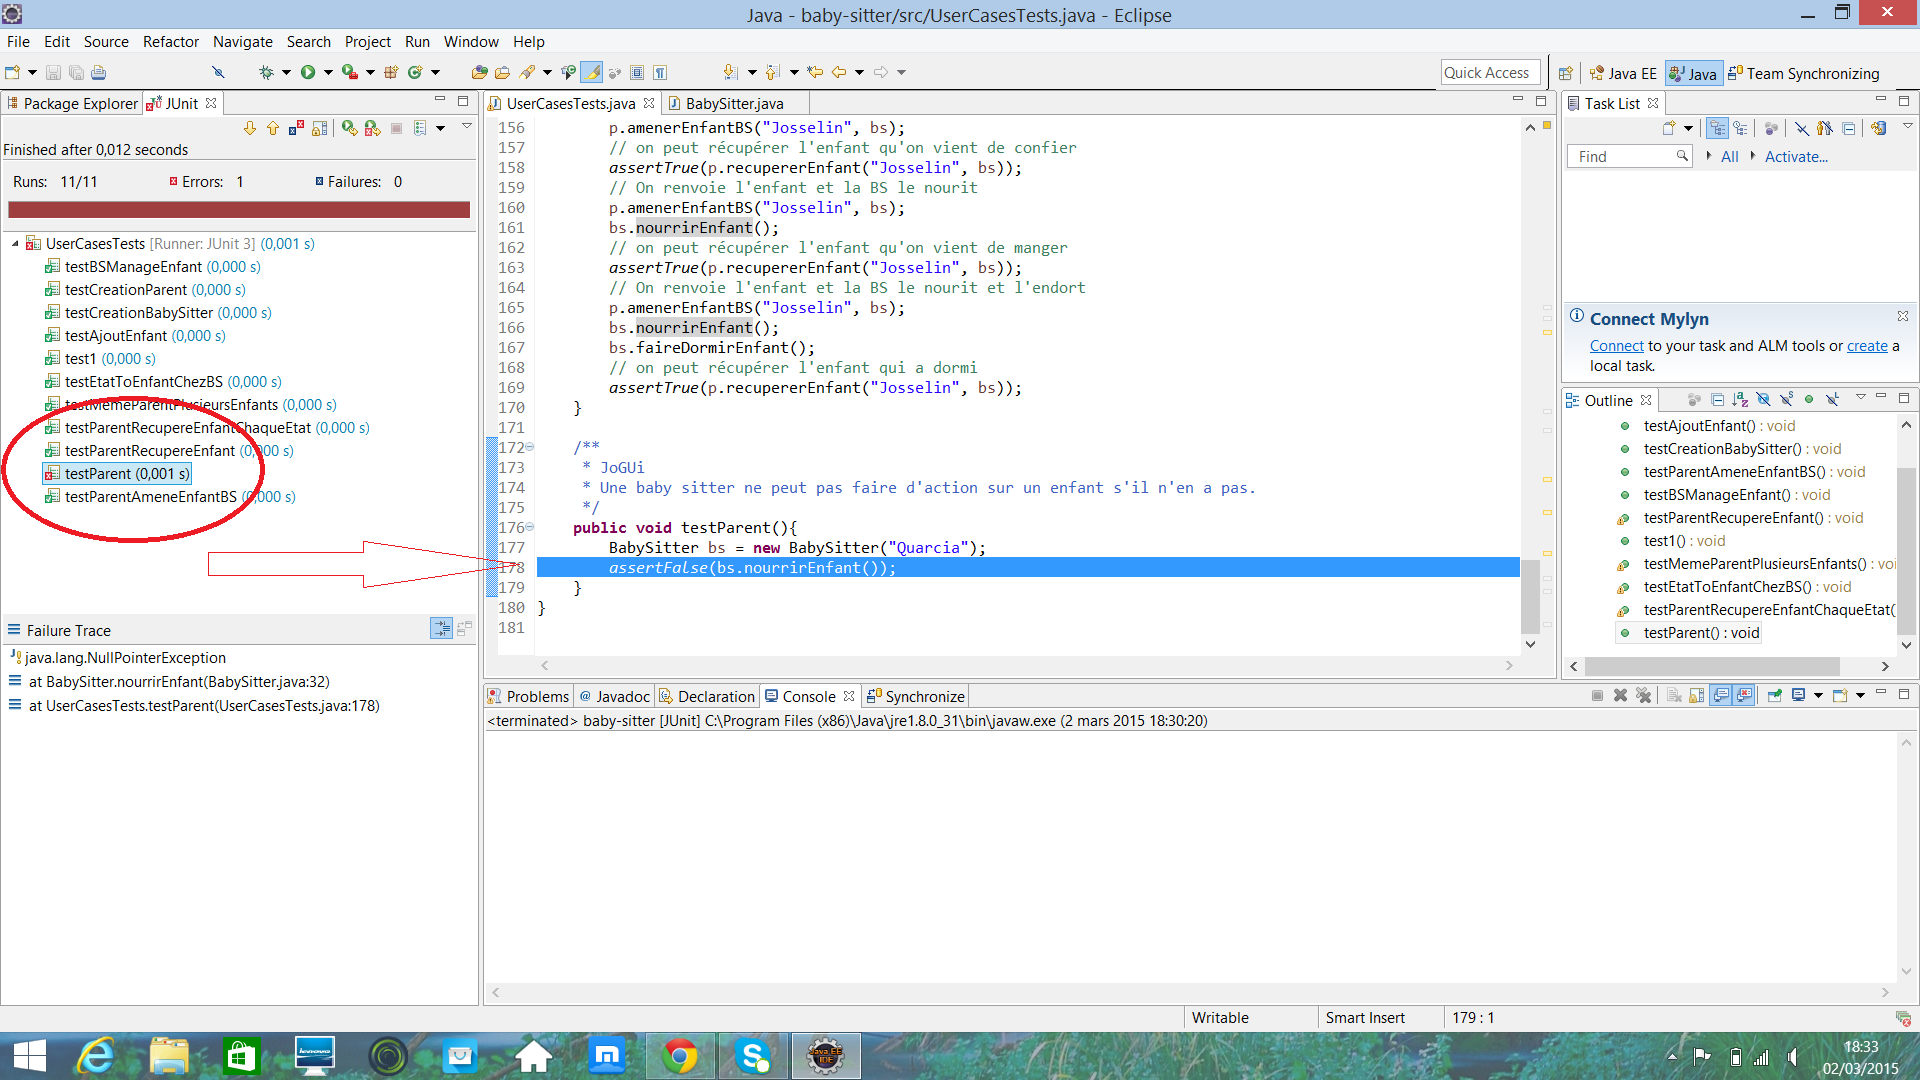 Java - baby-sitter/src/UserCasesTests.java - Eclipse
File Edit Source Refactor Navigate Search Project Run Window Help
Quick Access
Java EE
Java
Team Synchronizing
Package Explorer
JUnit
Finished after 0,012 seconds
Runs: 11/11
Errors: 1
Failures: 0
UserCasesTests [Runner: JUnit 3] (0,001 s)
testBSManageEnfant (0,000 s)
testCreationParent (0,000 s)
testCreationBabySitter (0,000 s)
testAjoutEnfant (0,000 s)
test1 (0,000 s)
testEtatToEnfantChezBS (0,000 s)
testMemeParentPlusieursEnfants (0,000 s)
testParentRecupereEnfantChaqueEtat (0,000 s)
testParentRecupereEnfant (0,000 s)
testParent (0,001 s)
testParentAmeneEnfantBS (0,000 s)
Failure Trace
java.lang.NullPointerException
at BabySitter.nourrirEnfant(BabySitter.java:32)
at UserCasesTests.testParent(UserCasesTests.java:178)
UserCasesTests.java
BabySitter.java
156 p.amenerEnfantBS("Josselin", bs);
157 // on peut récupérer l'enfant qu'on vient de confier
158 assertTrue(p.recupererEnfant("Josselin", bs));
159 // On renvoie l'enfant et la BS le nourit
160 p.amenerEnfantBS("Josselin", bs);
161 bs.nourrirEnfant();
162 // on peut récupérer l'enfant qu'on vient de manger
163 assertTrue(p.recupererEnfant("Josselin", bs));
164 // On renvoie l'enfant et la BS le nourit et l'endort
165 p.amenerEnfantBS("Josselin", bs);
166 bs.nourrirEnfant();
167 bs.faireDormirEnfant();
168 // on peut récupérer l'enfant qui a dormi
169 assertTrue(p.recupererEnfant("Josselin", bs));
170 }
171
172 /**
173 * JoGUi
174 * Une baby sitter ne peut pas faire d'action sur un enfant s'il n'en a pas.
175 */
176 public void testParent(){
177 BabySitter bs = new BabySitter("Quarcia");
178 assertFalse(bs.nourrirEnfant());
179 }
180 }
181
Problems
Javadoc
Declaration
Console
Synchronize
<terminated> baby-sitter [JUnit] C:\Program Files (x86)\Java\jre1.8.0_31\bin\javaw.exe (2 mars 2015 18:30:20)
Task List
Find
All
Activate...
Connect Mylyn
Connect to your task and ALM tools or create a
local task.
Outline
testAjoutEnfant() : void
testCreationBabySitter() : void
testParentAmeneEnfantBS() : void
testBSManageEnfant() : void
testParentRecupereEnfant() : void
test1() : void
testMemeParentPlusieursEnfants() : voi
testEtatToEnfantChezBS() : void
testParentRecupereEnfantChaqueEtat(
testParent() : void
Writable
Smart Insert
179 : 1
18:33
02/03/2015